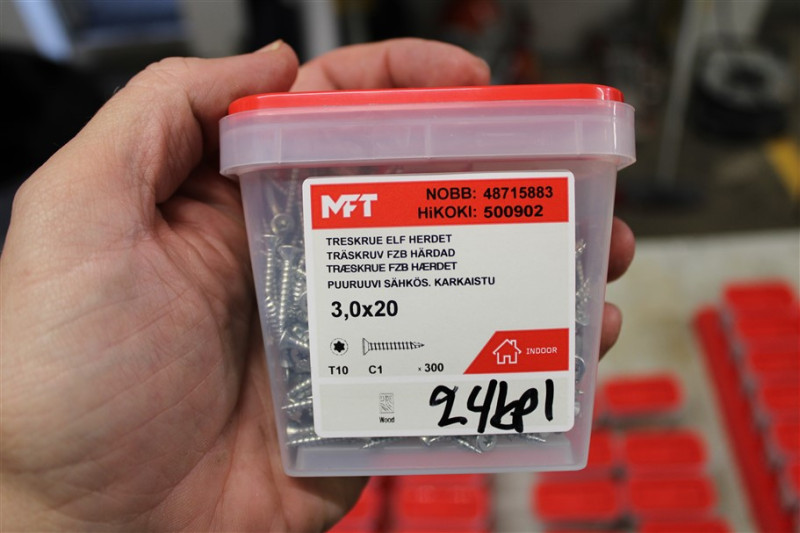 MFT
NOBB: 48715883
HiKOKI: 500902
TRESKRUE ELF HERDET
TRÄSKRUV FZB HÄRDAD
TRÆSKRUE FZB HÆRDET
PUURUUVI SÄHKÖS. KARKAISTU
3,0x20
INDOOR
T10 C1 x 300
Wood
24kpl